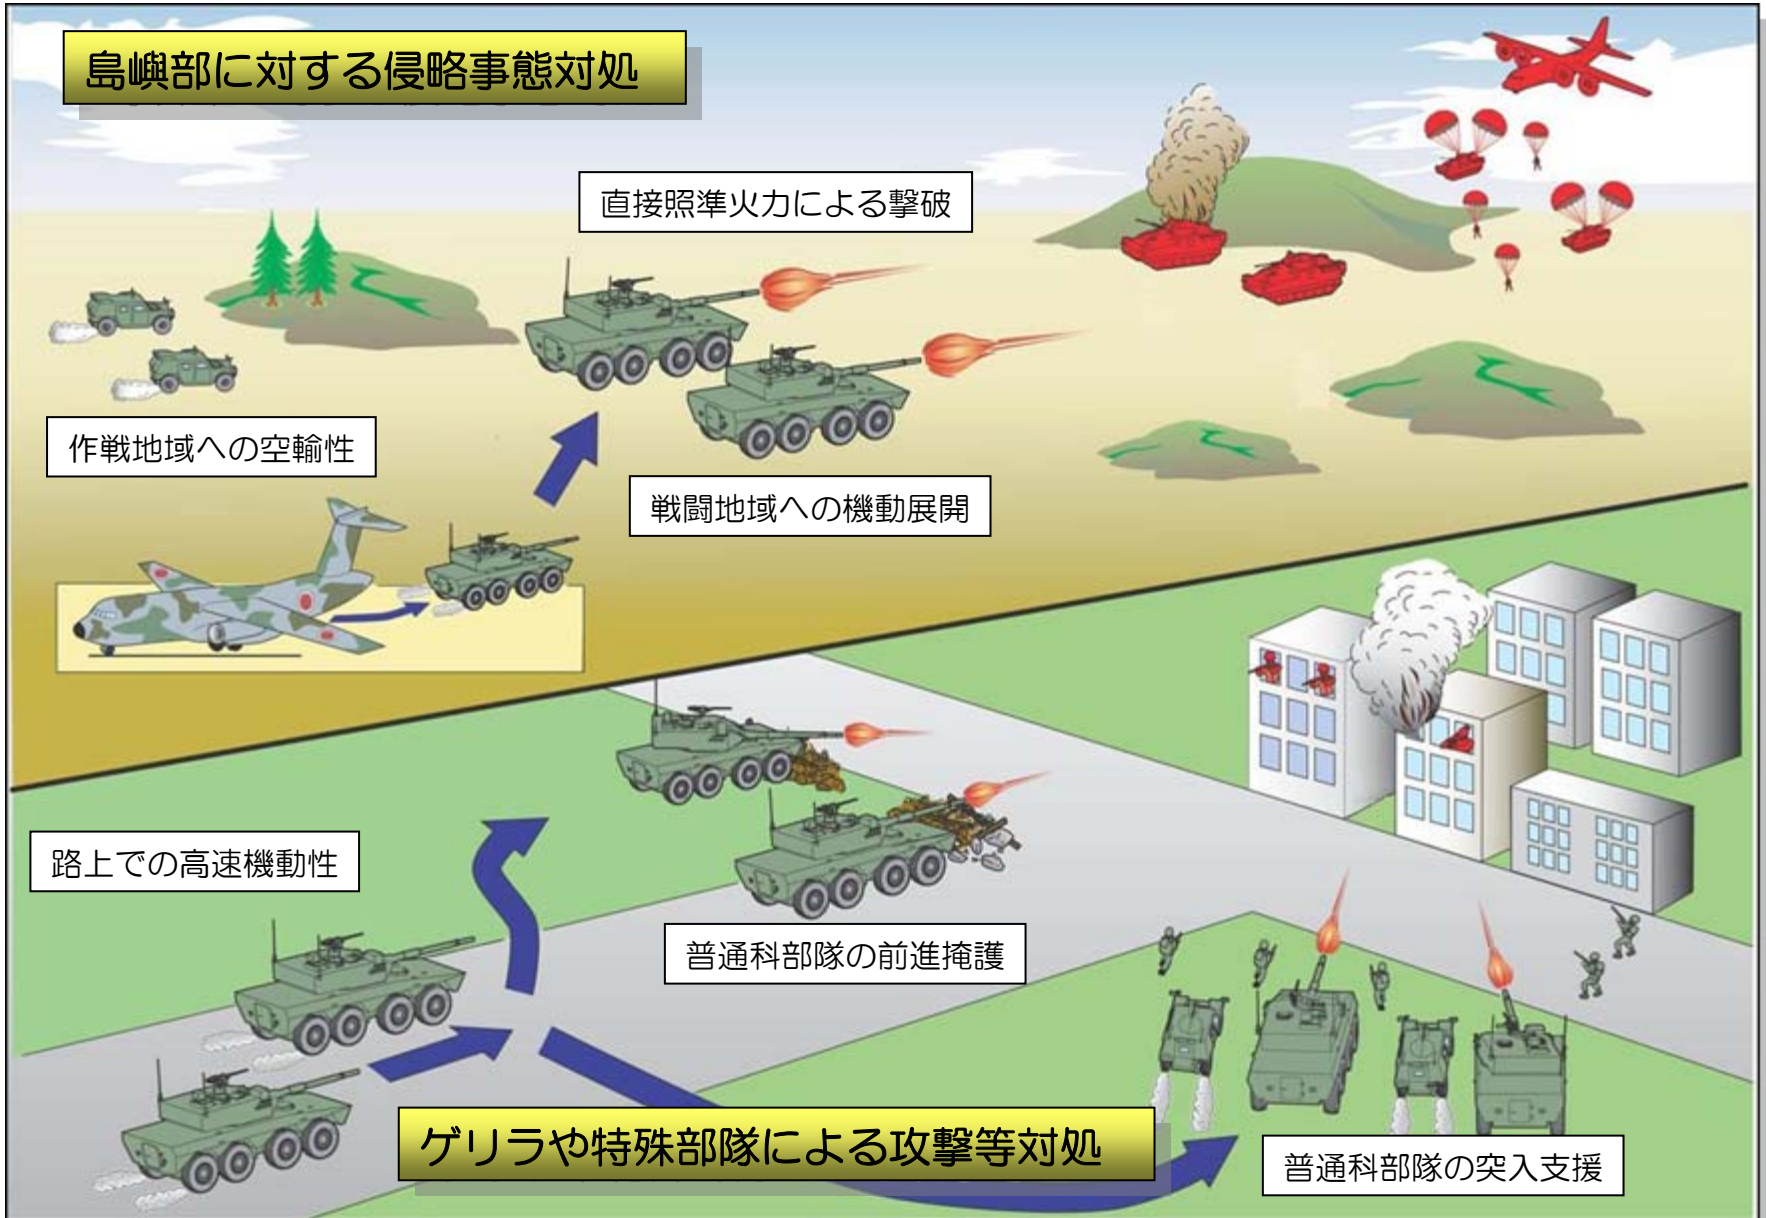 島嶼部に対する侵略事態対処
直接照準火力による撃破
作戦地域への空輸性
戦闘地域への機動展開
路上での高速機動性
普通科部隊の前進掩護
ゲリラや特殊部隊による攻撃等対処
普通科部隊の突入支援